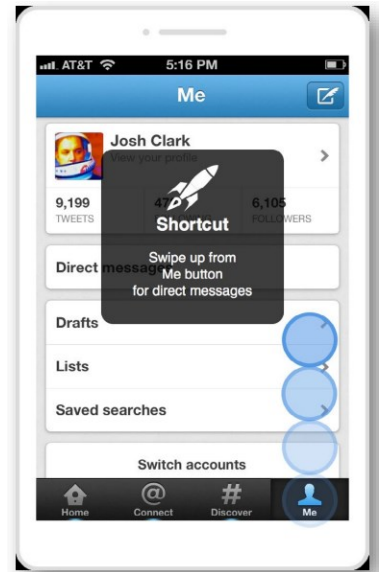 AT&T 5:16 PM
Me
Josh Clark
View your profile
9,199
TWEETS
6,105
FOLLOWERS
Shortcut
Swipe up from
Me button
for direct messages
Direct messages
Drafts
Lists
Saved searches
Switch accounts
Home Connect Discover Me